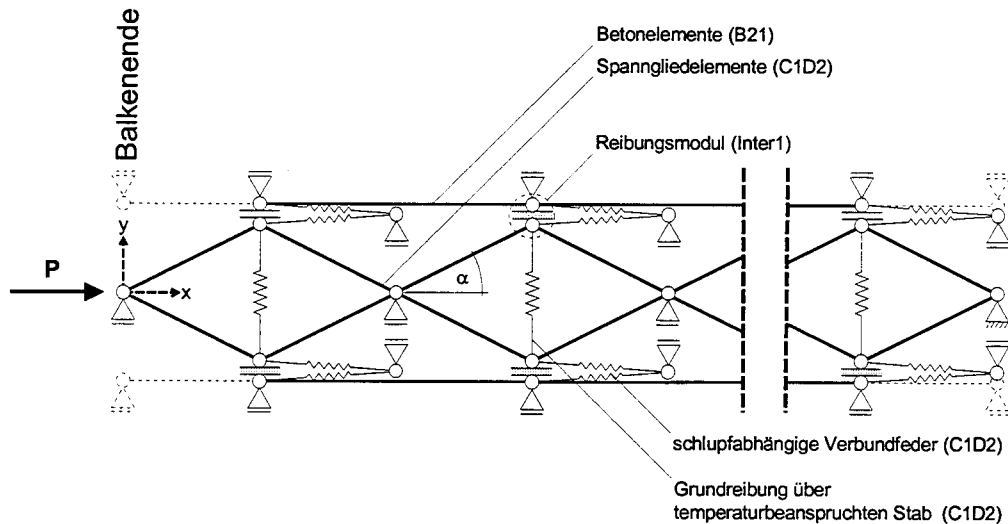 Betonelemente (B21)
Spanngliedelemente (C1D2)
Reibungsmodul (Inter1)
Balkenende
y
x
P
α
schlupfabhängige Verbundfeder (C1D2)
Grundreibung über
temperaturbeanspruchten Stab (C1D2)